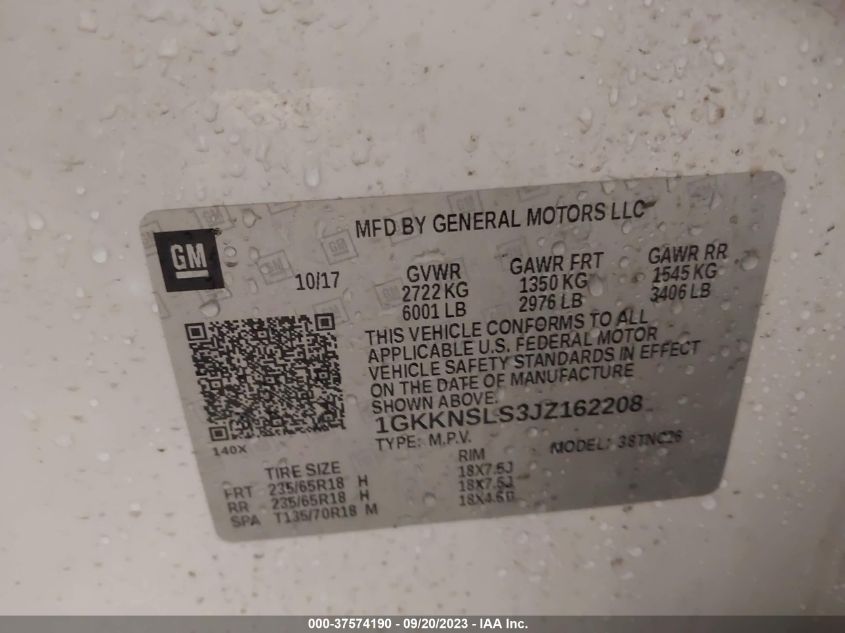 MFD BY GENERAL MOTORS LLC
GM
10/17
GVWR GAWR FRT GAWR RR
2722 KG 1350 KG 1545 KG
6001 LB 2976 LB 3406 LB
THIS VEHICLE CONFORMS TO ALL
APPLICABLE U.S. FEDERAL MOTOR
VEHICLE SAFETY STANDARDS IN EFFECT
ON THE DATE OF MANUFACTURE
SHOWN ABOVE.
1GKKNSLS3JZ162208
140X
TYPE: M.P.V. MODEL: 38TNC26
TIRE SIZE RIM
FRT 235/65R18 H 18X7.5J
RR 235/65R18 H 18X7.5J
SPA T135/70R18 M 18X4.5B
000-37574190 - 09/20/2023 - IAA Inc.